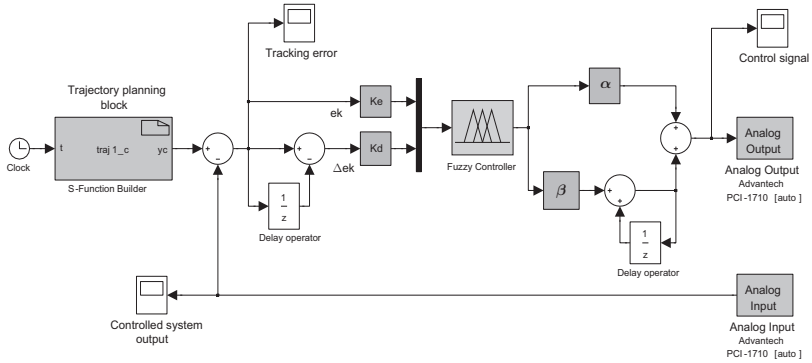 Tracking error
Control signal
Trajectory planning
block
t
traj 1_c
yc
S-Function Builder
Clock
+
−
+
−
ek
Ke
Δek
Kd
1
z
Delay operator
Fuzzy Controller
α
β
+
+
1
z
Delay operator
+
+
Analog
Output
Analog Output
Advantech
PCI-1710 [auto ]
Controlled system
output
Analog
Input
Analog Input
Advantech
PCI-1710 [auto ]